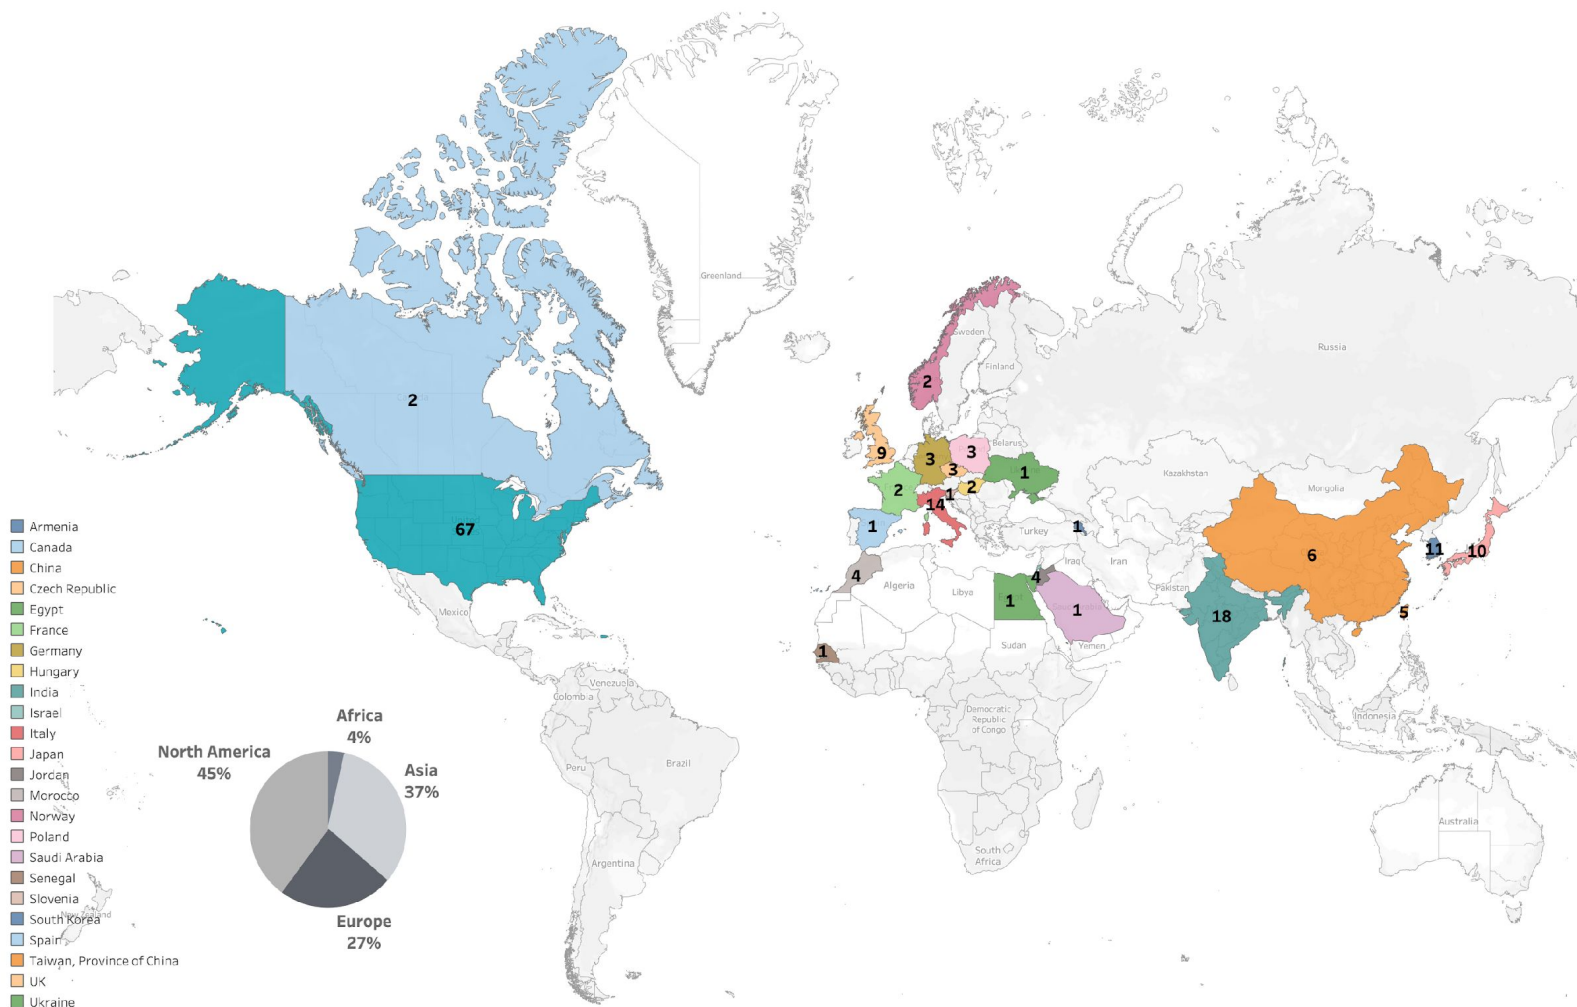 Greenland
Sweden
Finland
Russia
2
2
9
3
3
Belarus
3
1
2
2
1
14
Kazakhstan
Mongolia
67
1
Turkey
1
6
11
10
Iraq
Iran
4
Algeria
Libya
1
4
1
Pakistan
18
5
Mexico
1
Sudan
Yemen
Venezuela
Colombia
Democratic
Republic
of Congo
Indonesia
Peru
Brazil
Australia
South
Africa
Argentina
New Zealand
Armenia
Canada
China
Czech Republic
Egypt
France
Germany
Hungary
India
Israel
Italy
Japan
Jordan
Morocco
Norway
Poland
Saudi Arabia
Senegal
Slovenia
South Korea
Spain
Taiwan, Province of China
UK
Ukraine
Africa
4%
North America
45%
Asia
37%
Europe
27%